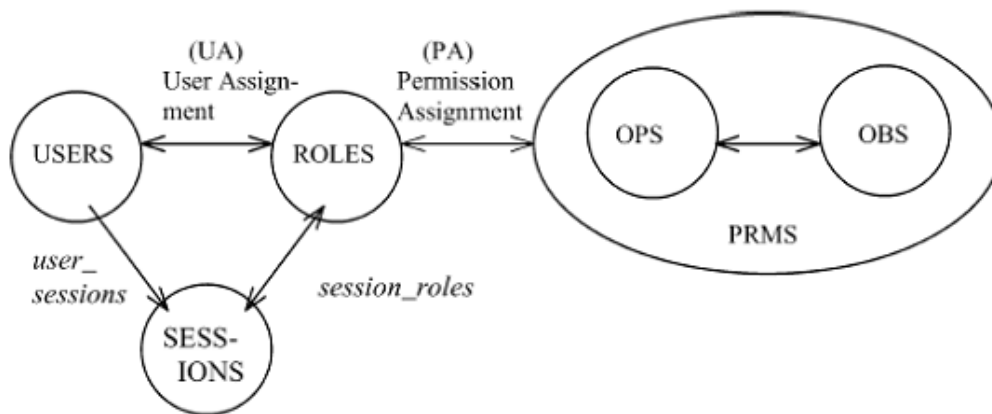 (UA)
User Assign-
ment
(PA)
Permission
Assignment
USERS
ROLES
OPS
OBS
PRMS
user_
sessions
session_roles
SESS-
IONS